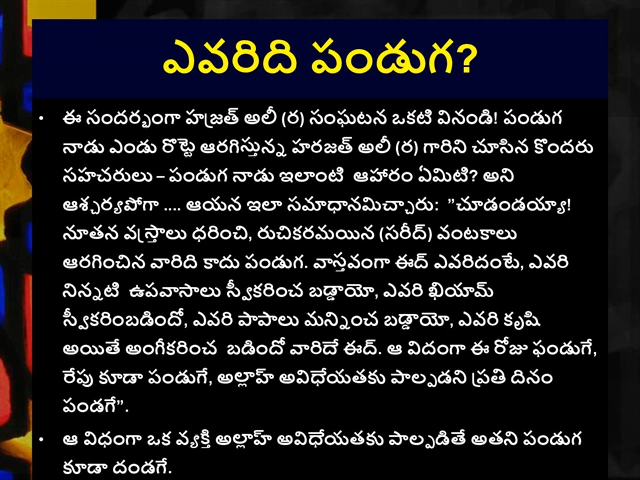 ఎవరిది పండుగ?
• ఈ సందర్భంగా హజ్రత్ అలీ (ర) సంఘటన ఒకటి వినండి! పండుగ
నాడు ఎండు రొట్టె ఆరగిస్తున్న హరజత్ అలీ (ర) గారిని చూసిన కొందరు
సహచరులు – పండుగ నాడు ఇలాంటి ఆహారం ఏమిటి? అని
ఆశ్చర్యపోగా .... ఆయన ఇలా సమాధానమిచ్చారు: ”చూడండయ్యా!
నూతన వస్త్రాలు ధరించి, రుచికరమయిన (సరీద్) వంటకాలు
ఆరగించిన వారిది కాదు పండుగ. వాస్తవంగా ఈద్ ఎవరిదంటే, ఎవరి
నిన్నటి ఉపవాసాలు స్వీకరించ బడ్డాయో, ఎవరి ఖియామ్
స్వీకరింబడిందో, ఎవరి పాపాలు మన్నించ బడ్డాయో, ఎవరి కృషి
అయితే అంగీకరించ బడిందో వారిదే ఈద్. ఆ విదంగా ఈ రోజు ఫండుగే,
రేపు కూడా పండుగే, అల్లాహ్ అవిధేయతకు పాల్పడని ప్రతి దినం
పండగే”.
• ఆ విధంగా ఒక వ్యక్తి అల్లాహ్ అవిధేయతకు పాల్పడితే అతని పండుగ
కూడా దండగే.